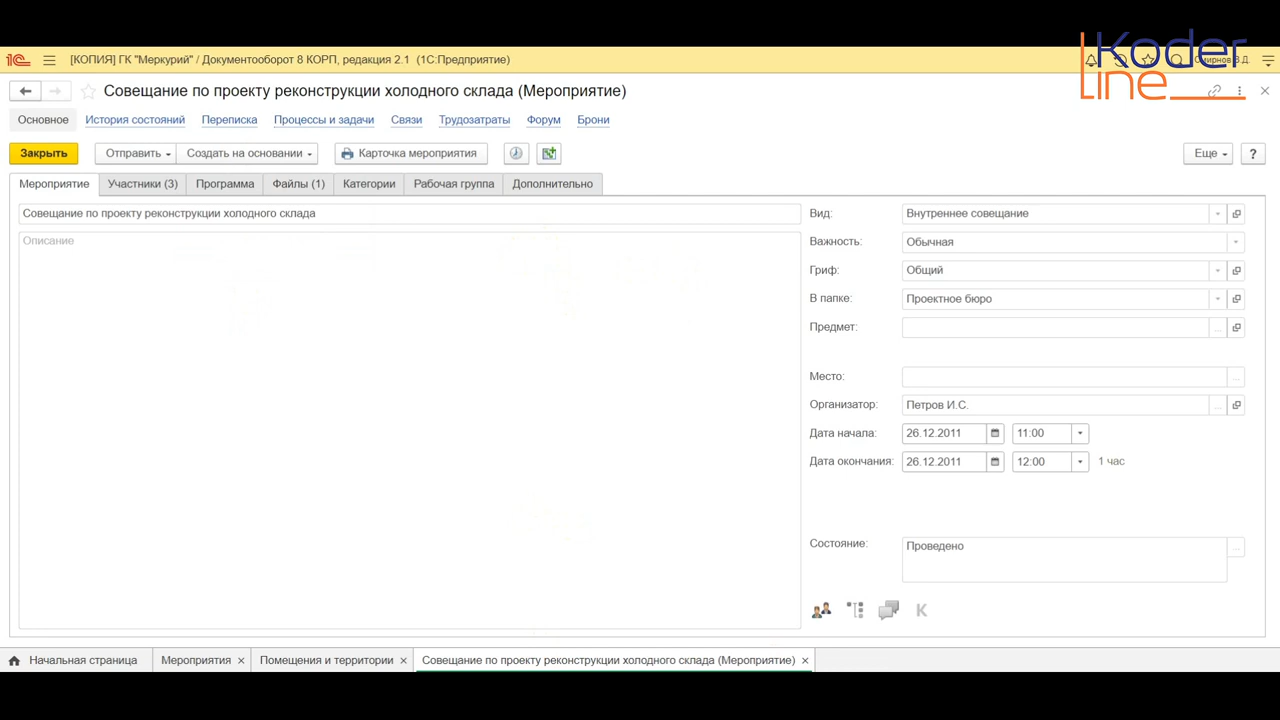 Koder
line
[КОПИЯ] ГК "Меркурий" / Документооборот 8 КОРП, редакция 2.1 (1С:Предприятие)
Совещание по проекту реконструкции холодного склада (Мероприятие)
Основное История состояний Переписка Процессы и задачи Связи Трудозатраты Форум Брони
Закрыть Отправить Создать на основании Карточка мероприятия Еще ?
Мероприятие Участники (3) Программа Файлы (1) Категории Рабочая группа Дополнительно
Совещание по проекту реконструкции холодного склада
Описание
Вид: Внутреннее совещание
Важность: Обычная
Гриф: Общий
В папке: Проектное бюро
Предмет:
Место:
Организатор: Петров И.С.
Дата начала: 26.12.2011 11:00
Дата окончания: 26.12.2011 12:00 1 час
Состояние: Проведено
K
Начальная страница Мероприятия Помещения и территории Совещание по проекту реконструкции холодного склада (Мероприятие)